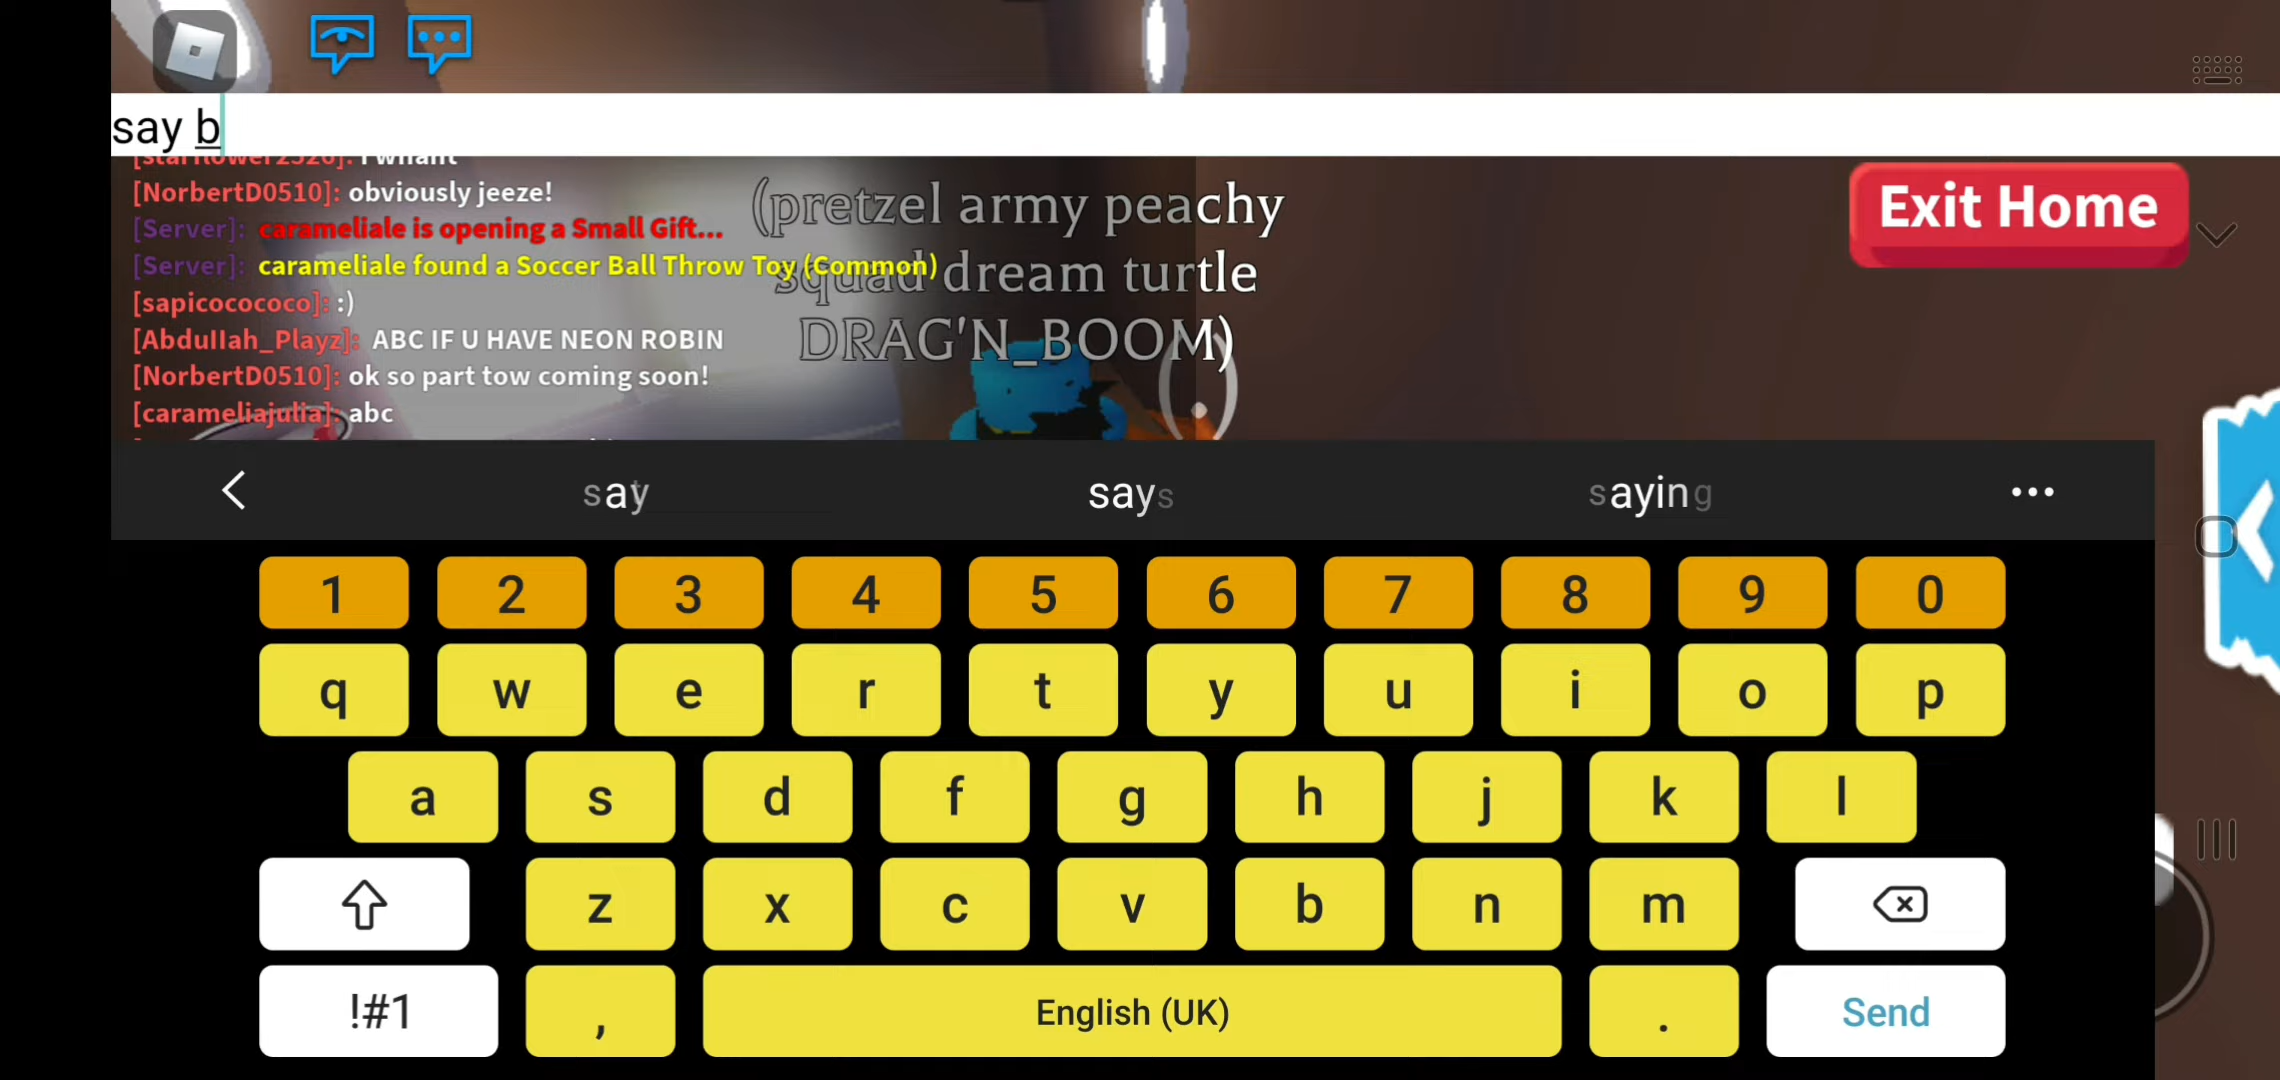 say b
[starflower2526]: I whant
[NorbertD0510]: obviously jeeze!
[Server]: carameliale is opening a Small Gift...
[Server]: carameliale found a Soccer Ball Throw Toy (Common)
[sapicocococo]: :)
[Abdullah_Playz]: ABC IF U HAVE NEON ROBIN
[NorbertD0510]: ok so part tow coming soon!
[carameliajulia]: abc
(pretzel army peachy
squad dream turtle
DRAG'N_BOOM)
(.)
Exit Home
say says saying
1 2 3 4 5 6 7 8 9 0
q w e r t y u i o p
a s d f g h j k l
z x c v b n m
!#1 , English (UK) . Send